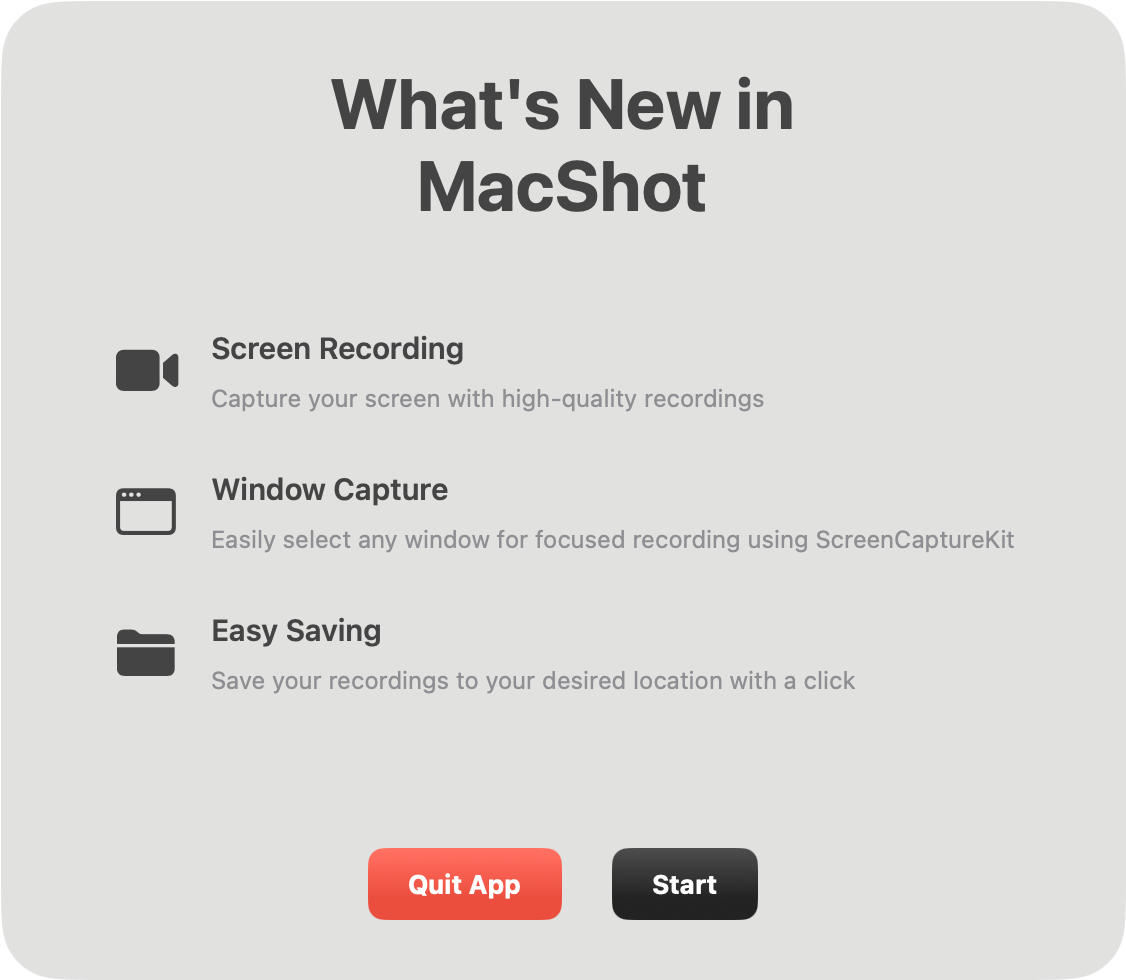 What's New in
MacShot
Screen Recording
Capture your screen with high-quality recordings
Window Capture
Easily select any window for focused recording using ScreenCaptureKit
Easy Saving
Save your recordings to your desired location with a click
Quit App
Start